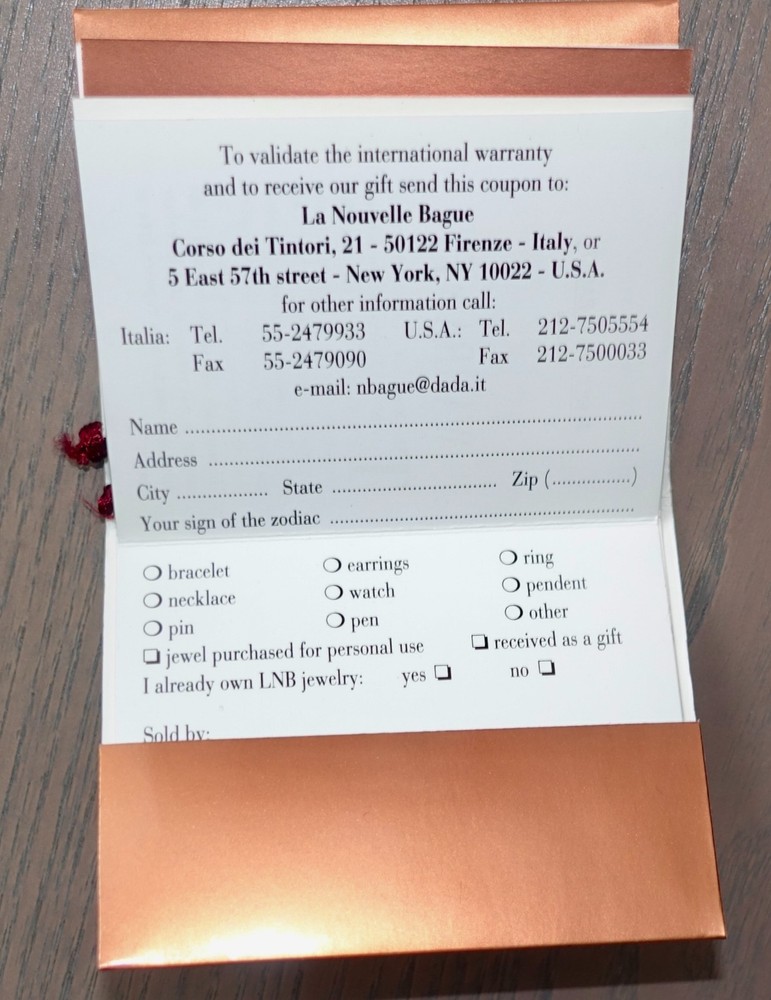 To validate the international warranty
and to receive our gift send this coupon to:
La Nouvelle Bague
Corso dei Tintori, 21 - 50122 Firenze - Italy, or
5 East 57th street - New York, NY 10022 - U.S.A.
for other information call:
Italia: Tel. 55-2479933 U.S.A.: Tel. 212-7505554
Fax 55-2479090 Fax 212-7500033
e-mail: nbague@dada.it
Name ................................................................
Address ................................................................
City .................. State ................................ Zip (...............)
Your sign of the zodiac ................................................
❍ bracelet ❍ earrings ❍ ring
❍ necklace ❍ watch ❍ pendent
❍ pin ❍ pen ❍ other
❏ jewel purchased for personal use ❏ received as a gift
I already own LNB jewelry: yes ❏ no ❏
Sold by: